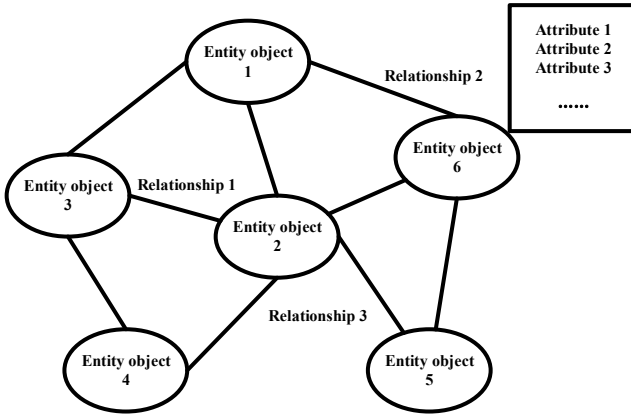 Entity object
1
Relationship 2
Attribute 1
Attribute 2
Attribute 3
......
Entity object
6
Entity object
3
Relationship 1
Entity object
2
Relationship 3
Entity object
4
Entity object
5